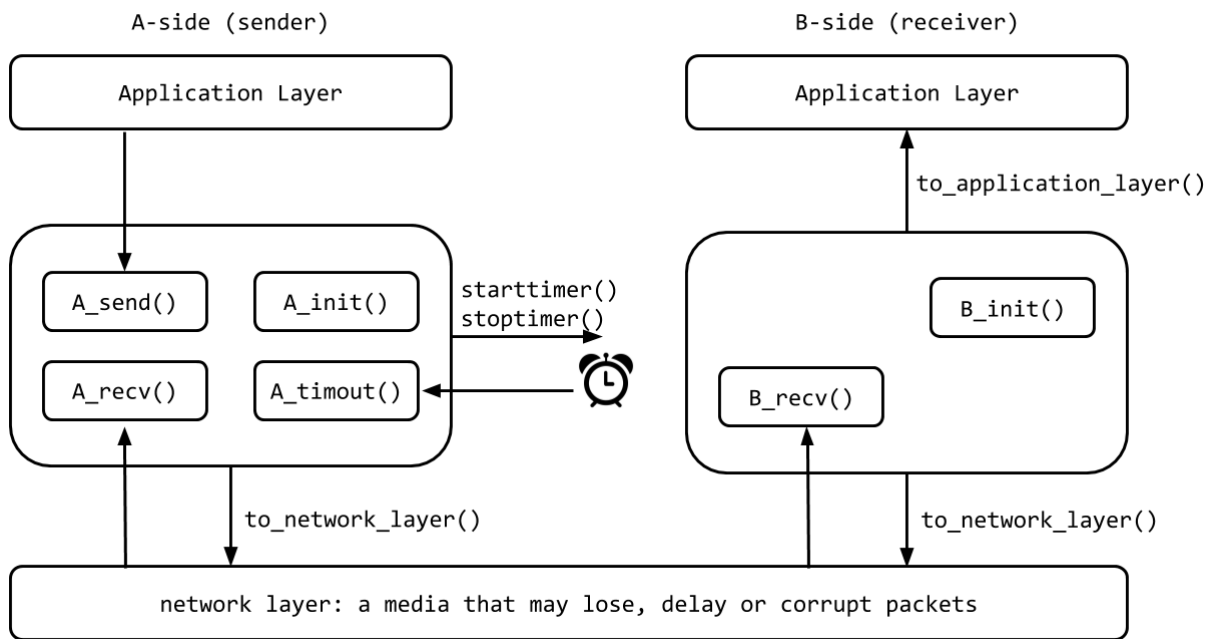 A-side (sender)
B-side (receiver)
Application Layer
Application Layer
to_application_layer()
A_send()
A_init()
starttimer()
stoptimer()
B_init()
A_recv()
A_timout()
B_recv()
to_network_layer()
to_network_layer()
network layer: a media that may lose, delay or corrupt packets